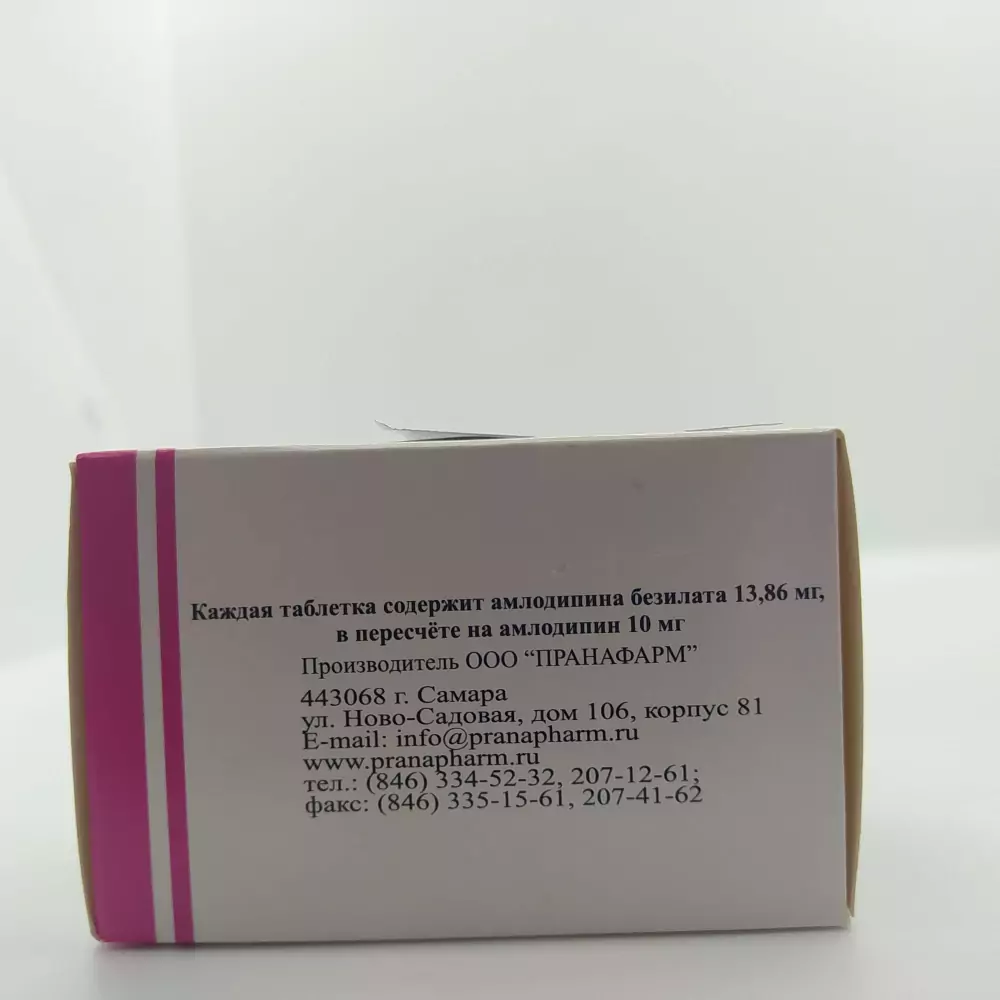 Каждая таблетка содержит амлодипина безилата 13,86 мг,
в пересчёте на амлодипин 10 мг
Производитель ООО “ПРАНАФАРМ”
443068 г. Самара
ул. Ново-Садовая, дом 106, корпус 81
E-mail: info@pranapharm.ru
www.pranapharm.ru
тел.: (846) 334-52-32, 207-12-61;
факс: (846) 335-15-61, 207-41-62